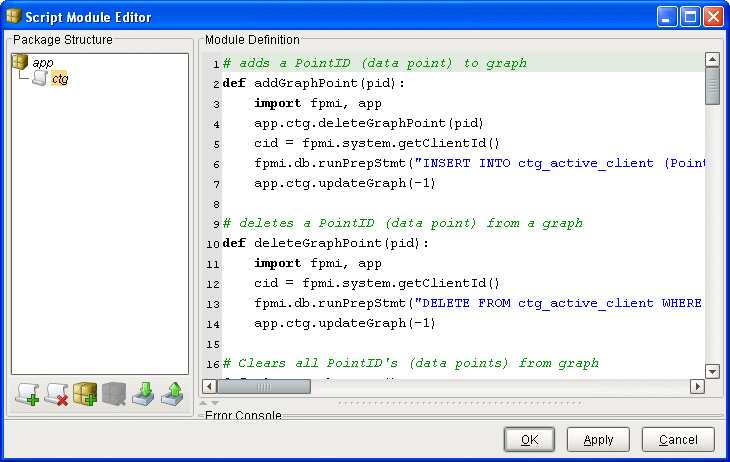 Script Module Editor
Package Structure
app
ctg
Module Definition
1 # adds a PointID (data point) to graph
2 def addGraphPoint(pid):
3 import fpmi, app
4 app.ctg.deleteGraphPoint(pid)
5 cid = fpmi.system.getClientId()
6 fpmi.db.runPrepStmt("INSERT INTO ctg_active_client (Point
7 app.ctg.updateGraph(-1)
8
9 # deletes a PointID (data point) from a graph
10 def deleteGraphPoint(pid):
11 import fpmi, app
12 cid = fpmi.system.getClientId()
13 fpmi.db.runPrepStmt("DELETE FROM ctg_active_client WHERE
14 app.ctg.updateGraph(-1)
15
16 # Clears all PointID's (data points) from graph
Error Console
OK Apply Cancel